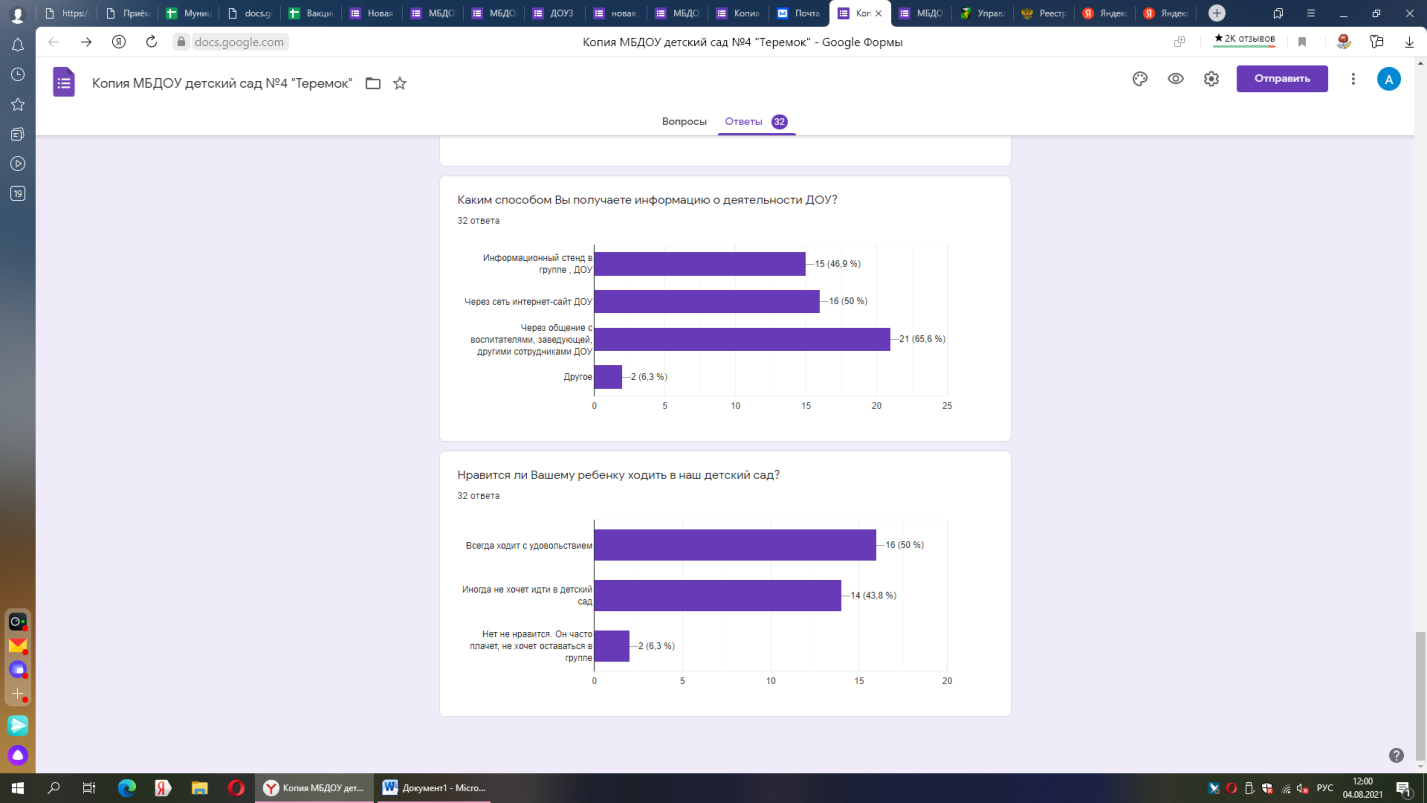 https:/
Приём
Муниц
docs.g
Вакци
Новая
МБДО
МБДО
ДОУ3
новая
МБДО
Копия
Почта
Коп
МБДО
Управл
Реестр
Яндекс
Яндекс
docs.google.com
Копия МБДОУ детский сад №4 "Теремок" - Google Формы
★2К отзывов
Копия МБДОУ детский сад №4 "Теремок"
Отправить
А
Вопросы Ответы 32
19
Каким способом Вы получаете информацию о деятельности ДОУ?
32 ответа
Информационный стенд в
группе , ДОУ
15 (46,9 %)
Через сеть интернет-сайт ДОУ
16 (50 %)
Через общение с
воспитателями, заведующей,
другими сотрудниками ДОУ
21 (65,6 %)
Другое
2 (6,3 %)
0 5 10 15 20 25
Нравится ли Вашему ребенку ходить в наш детский сад?
32 ответа
Всегда ходит с удовольствием
16 (50 %)
Иногда не хочет идти в детский
сад
14 (43,8 %)
Нет не нравится. Он часто
плачет, не хочет оставаться в
группе
2 (6,3 %)
0 5 10 15 20
Копия МБДОУ дет...
Документ1 - Micro...
РУС
12:00
04.08.2021